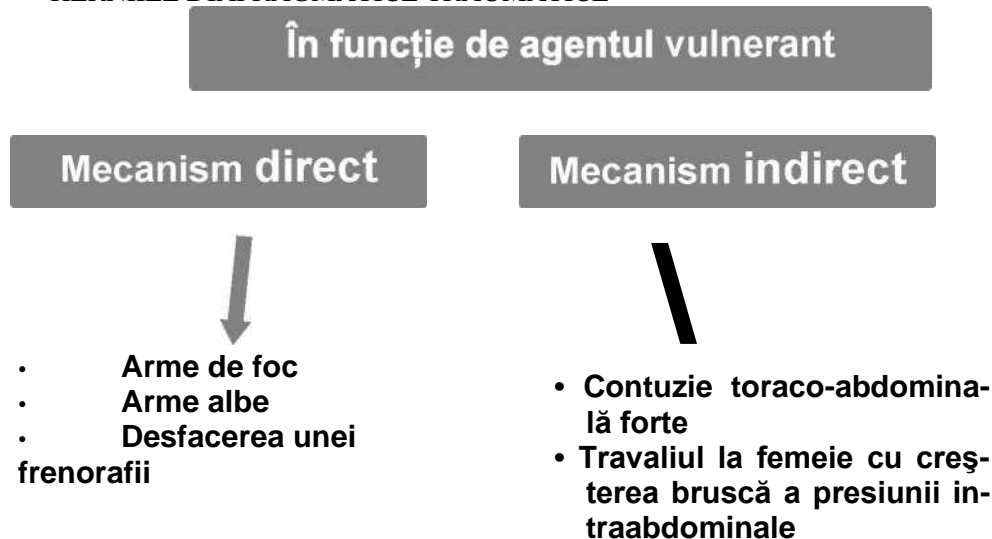 În funcție de agentul vulnerant
Mecanism direct
Mecanism indirect
• Arme de foc
• Arme albe
• Desfacerea unei
frenorafii
• Contuzie toraco-abdomina-
lă forte
• Travaliul la femeie cu creş-
terea bruscă a presiunii in-
traabdominale